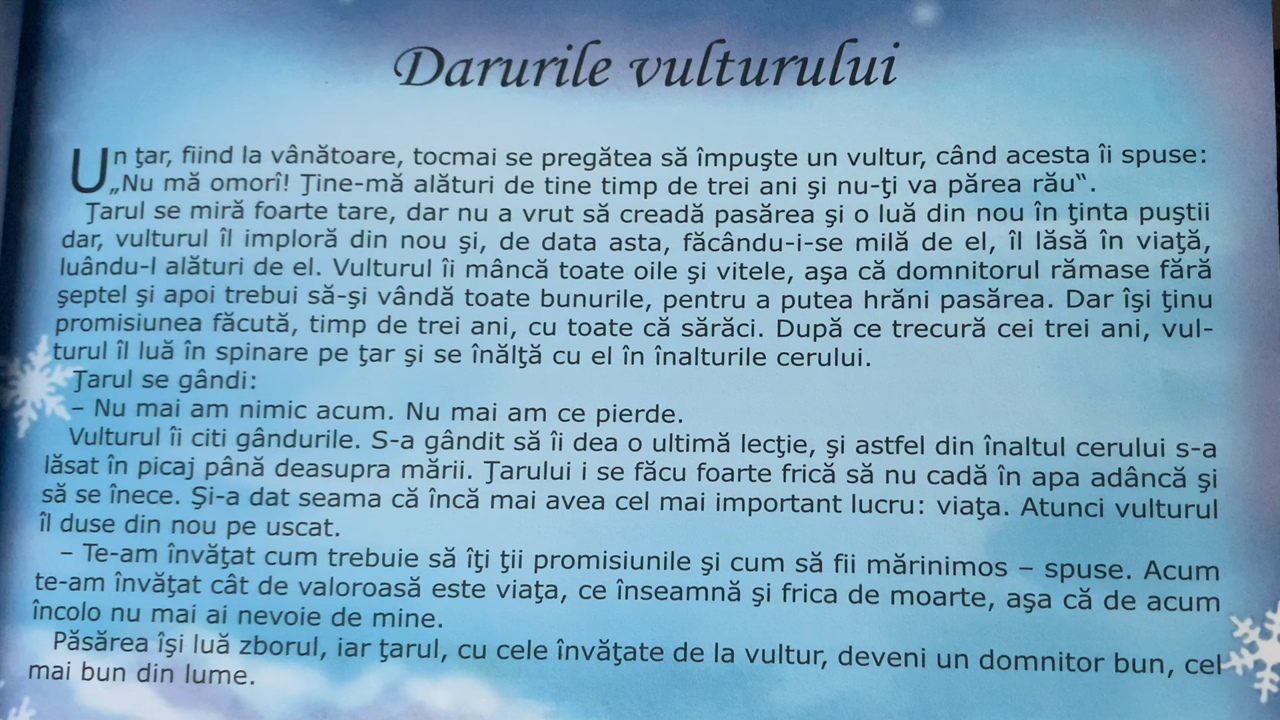 Darurile vulturului
Un ţar, fiind la vânătoare, tocmai se pregătea să împuşte un vultur, când acesta îi spuse:
„Nu mă omorî! Ţine-mă alături de tine timp de trei ani şi nu-ţi va părea rău“.
Ţarul se miră foarte tare, dar nu a vrut să creadă pasărea şi o luă din nou în ţinta puştii
dar, vulturul îl imploră din nou şi, de data asta, făcându-i-se milă de el, îl lăsă în viaţă,
luându-l alături de el. Vulturul îi mâncă toate oile şi vitele, aşa că domnitorul rămase fără
şeptel şi apoi trebui să-şi vândă toate bunurile, pentru a putea hrăni pasărea. Dar îşi ţinu
promisiunea făcută, timp de trei ani, cu toate că sărăci. După ce trecură cei trei ani, vul-
turul îl luă în spinare pe ţar şi se înălţă cu el în înalturile cerului.
Ţarul se gândi:
– Nu mai am nimic acum. Nu mai am ce pierde.
Vulturul îi citi gândurile. S-a gândit să îi dea o ultimă lecţie, şi astfel din înaltul cerului s-a
lăsat în picaj până deasupra mării. Ţarului i se făcu foarte frică să nu cadă în apa adâncă şi
să se înece. Şi-a dat seama că încă mai avea cel mai important lucru: viaţa. Atunci vulturul
îl duse din nou pe uscat.
– Te-am învăţat cum trebuie să îţi ţii promisiunile şi cum să fii mărinimos – spuse. Acum
te-am învăţat cât de valoroasă este viaţa, ce înseamnă şi frica de moarte, aşa că de acum
încolo nu mai ai nevoie de mine.
Păsărea îşi luă zborul, iar ţarul, cu cele învăţate de la vultur, deveni un domnitor bun, cel
mai bun din lume.